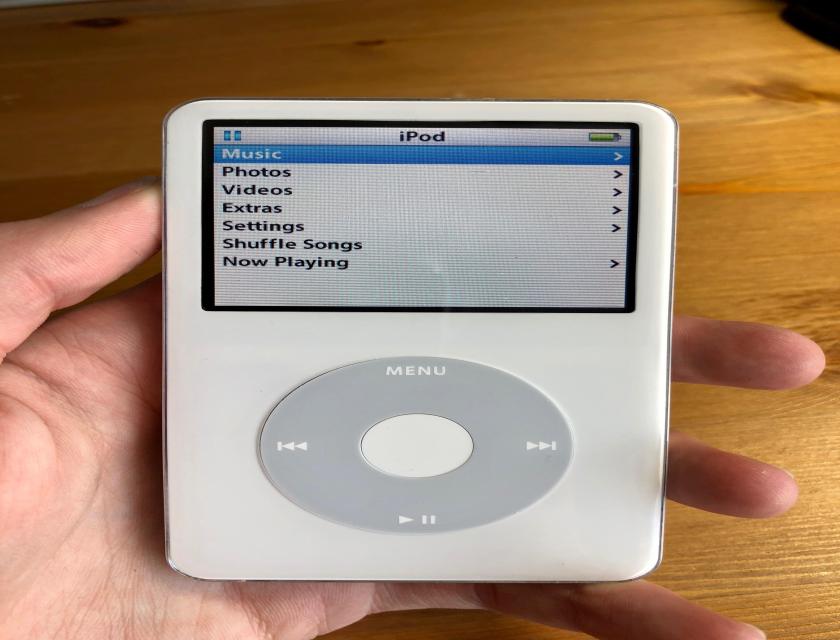 iPod
Music
Photos
Videos
Extras
Settings
Shuffle Songs
Now Playing
MENU